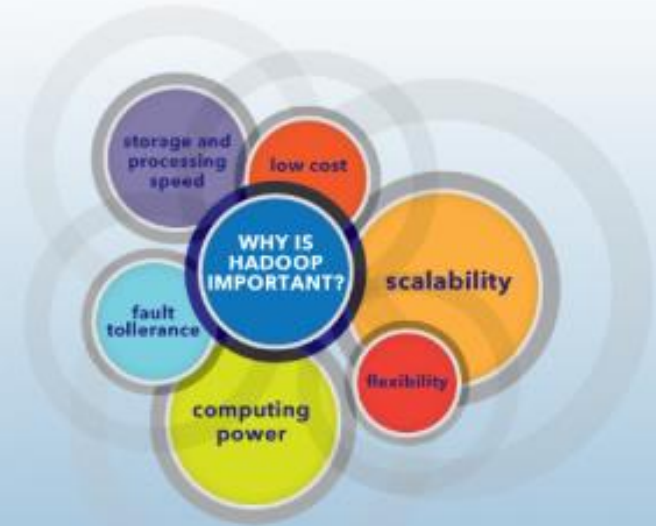 storage and
processing
speed
low cost
WHY IS
HADOOP
IMPORTANT?
scalability
fault
tollerance
flexibility
computing
power